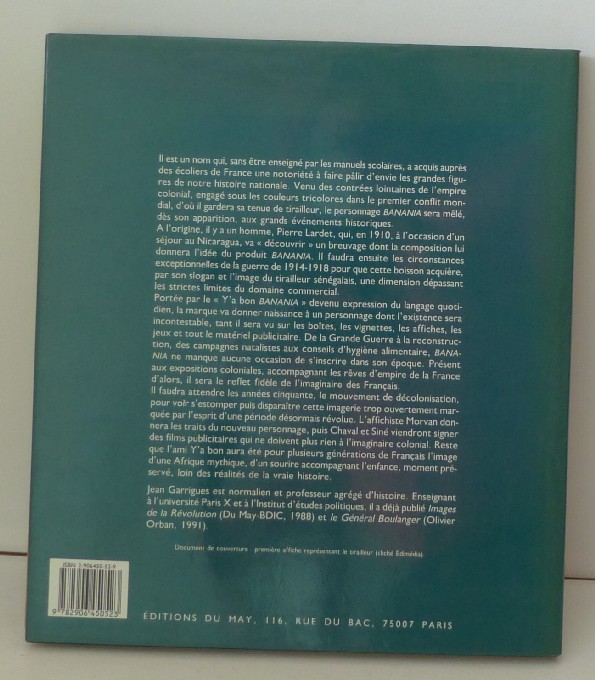 Il est un nom qui, sans être enseigné par les manuels scolaires, a acquis auprès
des écoliers de France une notoriété à faire pâlir d'envie les grandes figu-
res de notre histoire nationale. Venu des contrées lointaines de l'empire
colonial, engagé sous les couleurs tricolores dans le premier conflit mon-
dial, d'où il gardera sa tenue de tirailleur, le personnage BANANIA sera mêlé,
dès son apparition, aux grands événements historiques.
A l'origine, il y a un homme, Pierre Lardet, qui, en 1910, à l'occasion d'un
séjour au Nicaragua, va « découvrir » un breuvage dont la composition lui
donnera l'idée du produit BANANIA. Il faudra ensuite les circonstances
exceptionnelles de la guerre de 1914-1918 pour que cette boisson acquière,
par son slogan et l'image du tirailleur sénégalais, une dimension dépassant
les strictes limites du domaine commercial.
Portée par le « Y'a bon BANANIA » devenu expression du langage quoti-
dien, la marque va donner naissance à un personnage dont l'existence sera
incontestable, tant il sera vu sur les boîtes, les vignettes, les affiches, les
jeux et tout le matériel publicitaire. De la Grande Guerre à la reconstruc-
tion, des campagnes natalistes aux conseils d'hygiène alimentaire, BANA-
NIA ne manque aucune occasion de s'inscrire dans son époque. Présent
aux expositions coloniales, accompagnant les rêves d'empire de la France
d'alors, il sera le reflet fidèle de l'imaginaire des Français.
Il faudra attendre les années cinquante, le mouvement de décolonisation,
pour voir s'estomper puis disparaître cette imagerie trop ouvertement mar-
quée par l'esprit d'une période désormais révolue. L'affichiste Morvan don-
nera les traits du nouveau personnage, puis Chaval et Siné viendront signer
des films publicitaires qui ne doivent plus rien à l'imaginaire colonial. Reste
que l'ami Y'a bon aura été pour plusieurs générations de Français l'image
d'une Afrique mythique, d'un sourire accompagnant l'enfance, moment pré-
servé, loin des réalités de la vraie histoire.
Jean Garrigues est normalien et professeur agrégé d'histoire. Enseignant
à l'université Paris X et à l'Institut d'études politiques, il a déjà publié Images
de la Révolution (Du May-BDIC, 1988) et le Général Boulanger (Olivier
Orban, 1991).
Document de couverture : première affiche représentant le tirailleur (cliché Edimédia).
ISBN 2-906450-52-9
9 782906 450523
ÉDITIONS DU MAY, 116, RUE DU BAC, 75007 PARIS